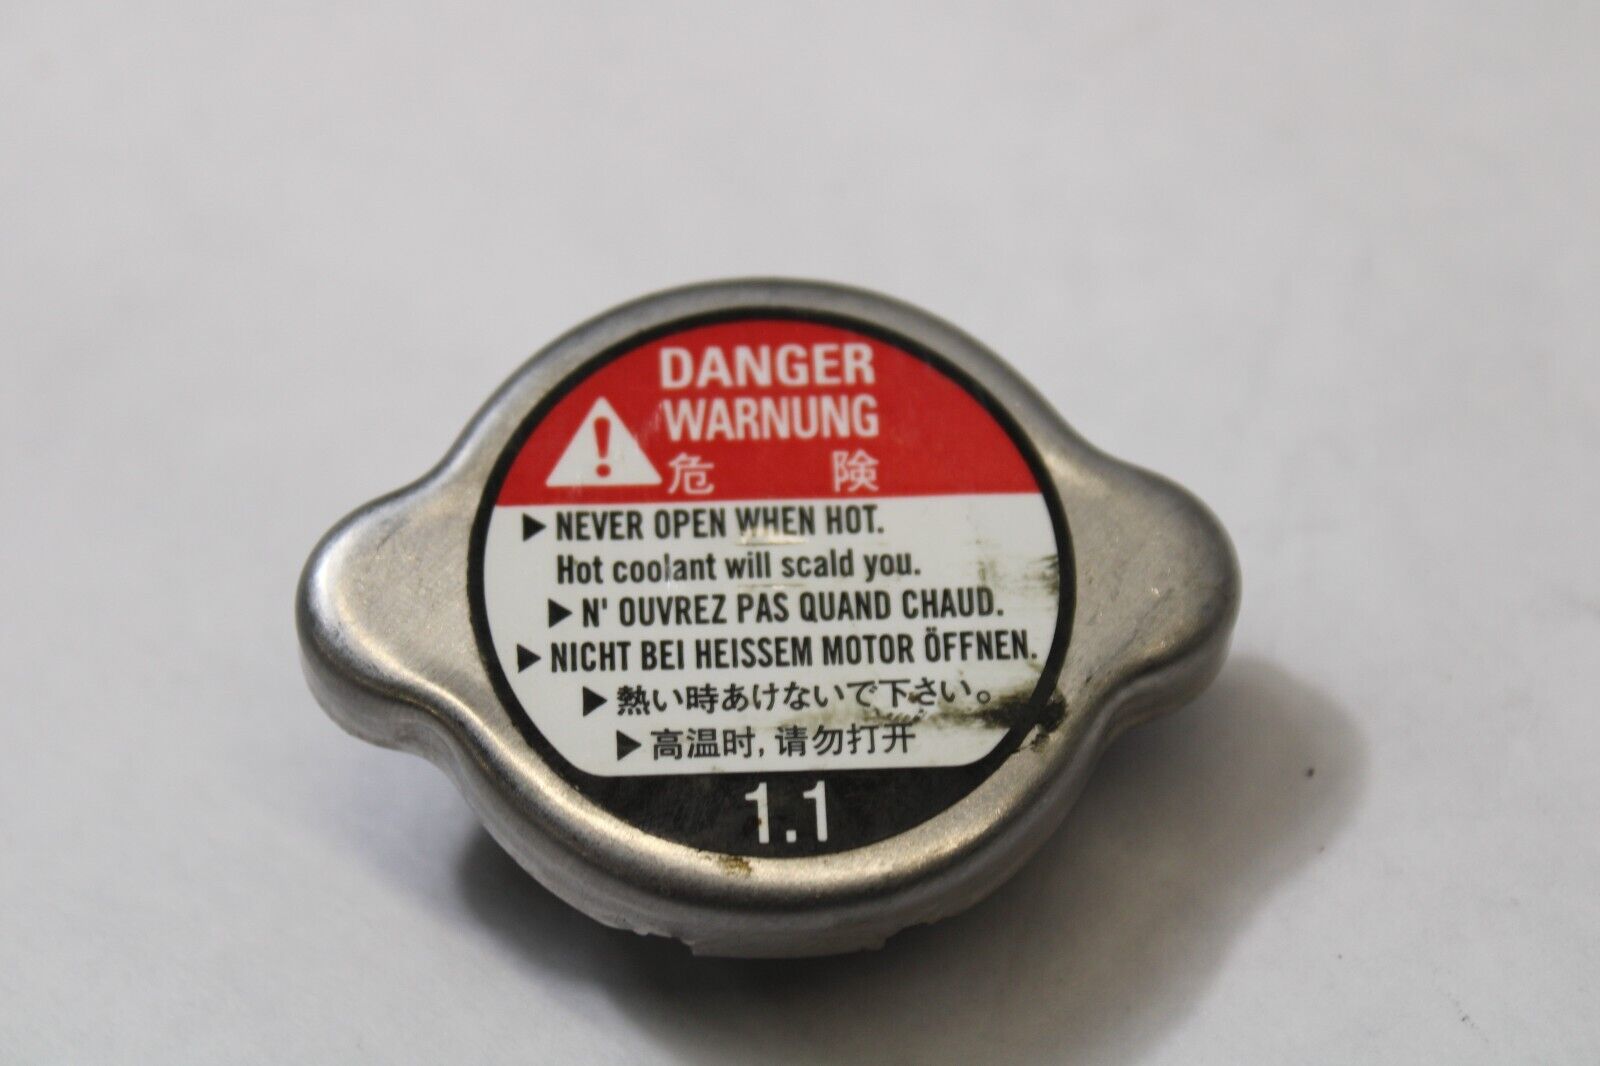 DANGER
WARNUNG
危 険
▶ NEVER OPEN WHEN HOT.
Hot coolant will scald you.
▶ N' OUVREZ PAS QUAND CHAUD.
▶ NICHT BEI HEISSEM MOTOR ÖFFNEN.
▶ 熱い時あけないで下さい。
▶ 高温时, 请勿打开
1.1